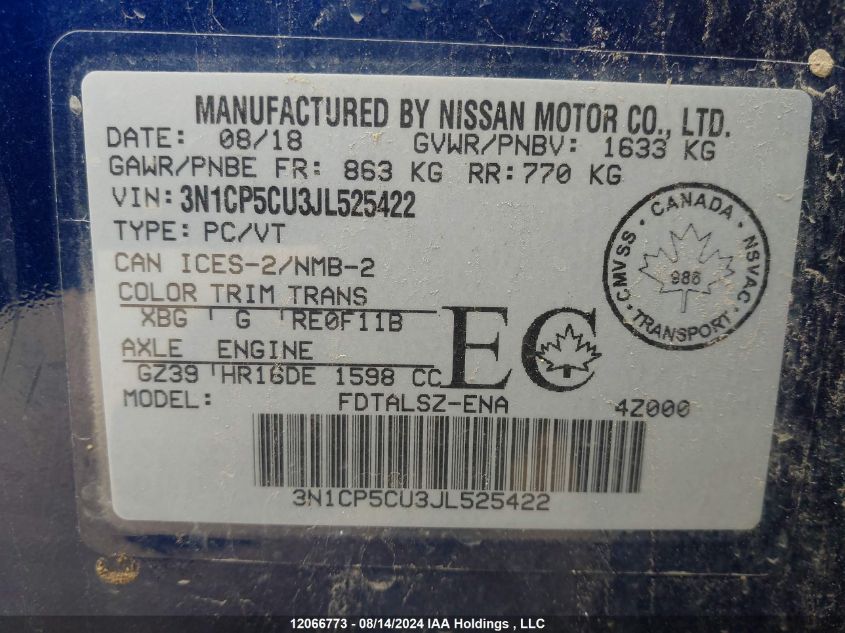 MANUFACTURED BY NISSAN MOTOR CO., LTD.
DATE: 08/18 GVWR/PNBV: 1633 KG
GAWR/PNBE FR: 863 KG RR: 770 KG
VIN: 3N1CP5CU3JL525422
TYPE: PC/VT
CAN ICES-2/NMB-2
COLOR TRIM TRANS
XBG G RE0F11B
AXLE ENGINE
GZ39 HR16DE 1598 CC
EC
CMVSS · CANADA · NSVAC · TRANSPORT ·
986
MODEL: FDTALSZ-ENA 4Z000
3N1CP5CU3JL525422
12066773 - 08/14/2024 IAA Holdings , LLC